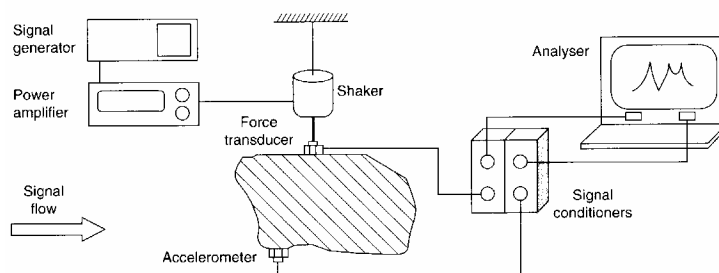 Signal
generator
Power
amplifier
Shaker
Force
transducer
Analyser
Signal
flow
Signal
conditioners
Accelerometer